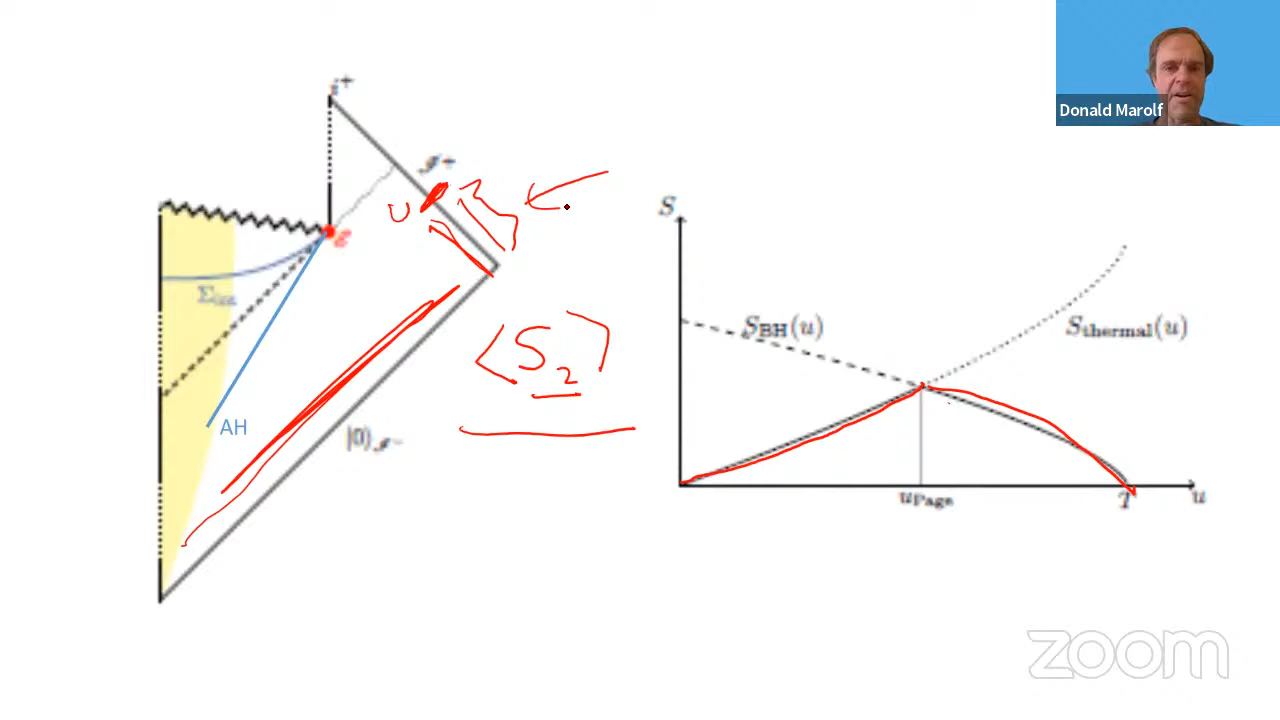 Donald Marolf
i⁺
𝓘⁺
U
ε
AH
⟨S₂⟩
|0⟩𝓘⁻
S
S_BH(u)
S_thermal(u)
u_Page
T
u
zoom